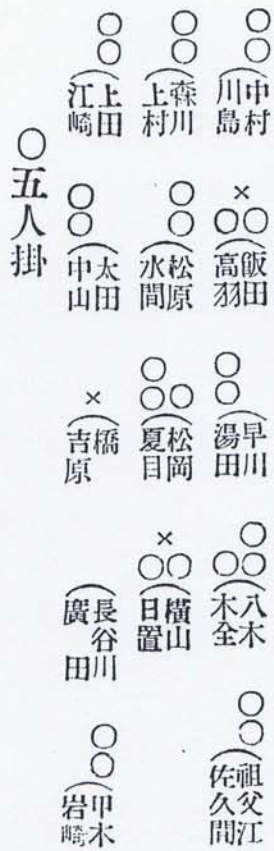 中村 ○飯田 早川 ○八木 祖父江
○○(川島 ×○(高羽 ○○(湯田 ○○(木全 ○○(佐久間
森川 松原 ○松岡 ○横山
○○(上村 ○○(水間 ○○(夏目 ×○(日置
上田 太田 橋 長谷川 甲木
○○(江崎 ○○(中山 ×(吉原 (廣田 ○○(岩崎
○五人掛